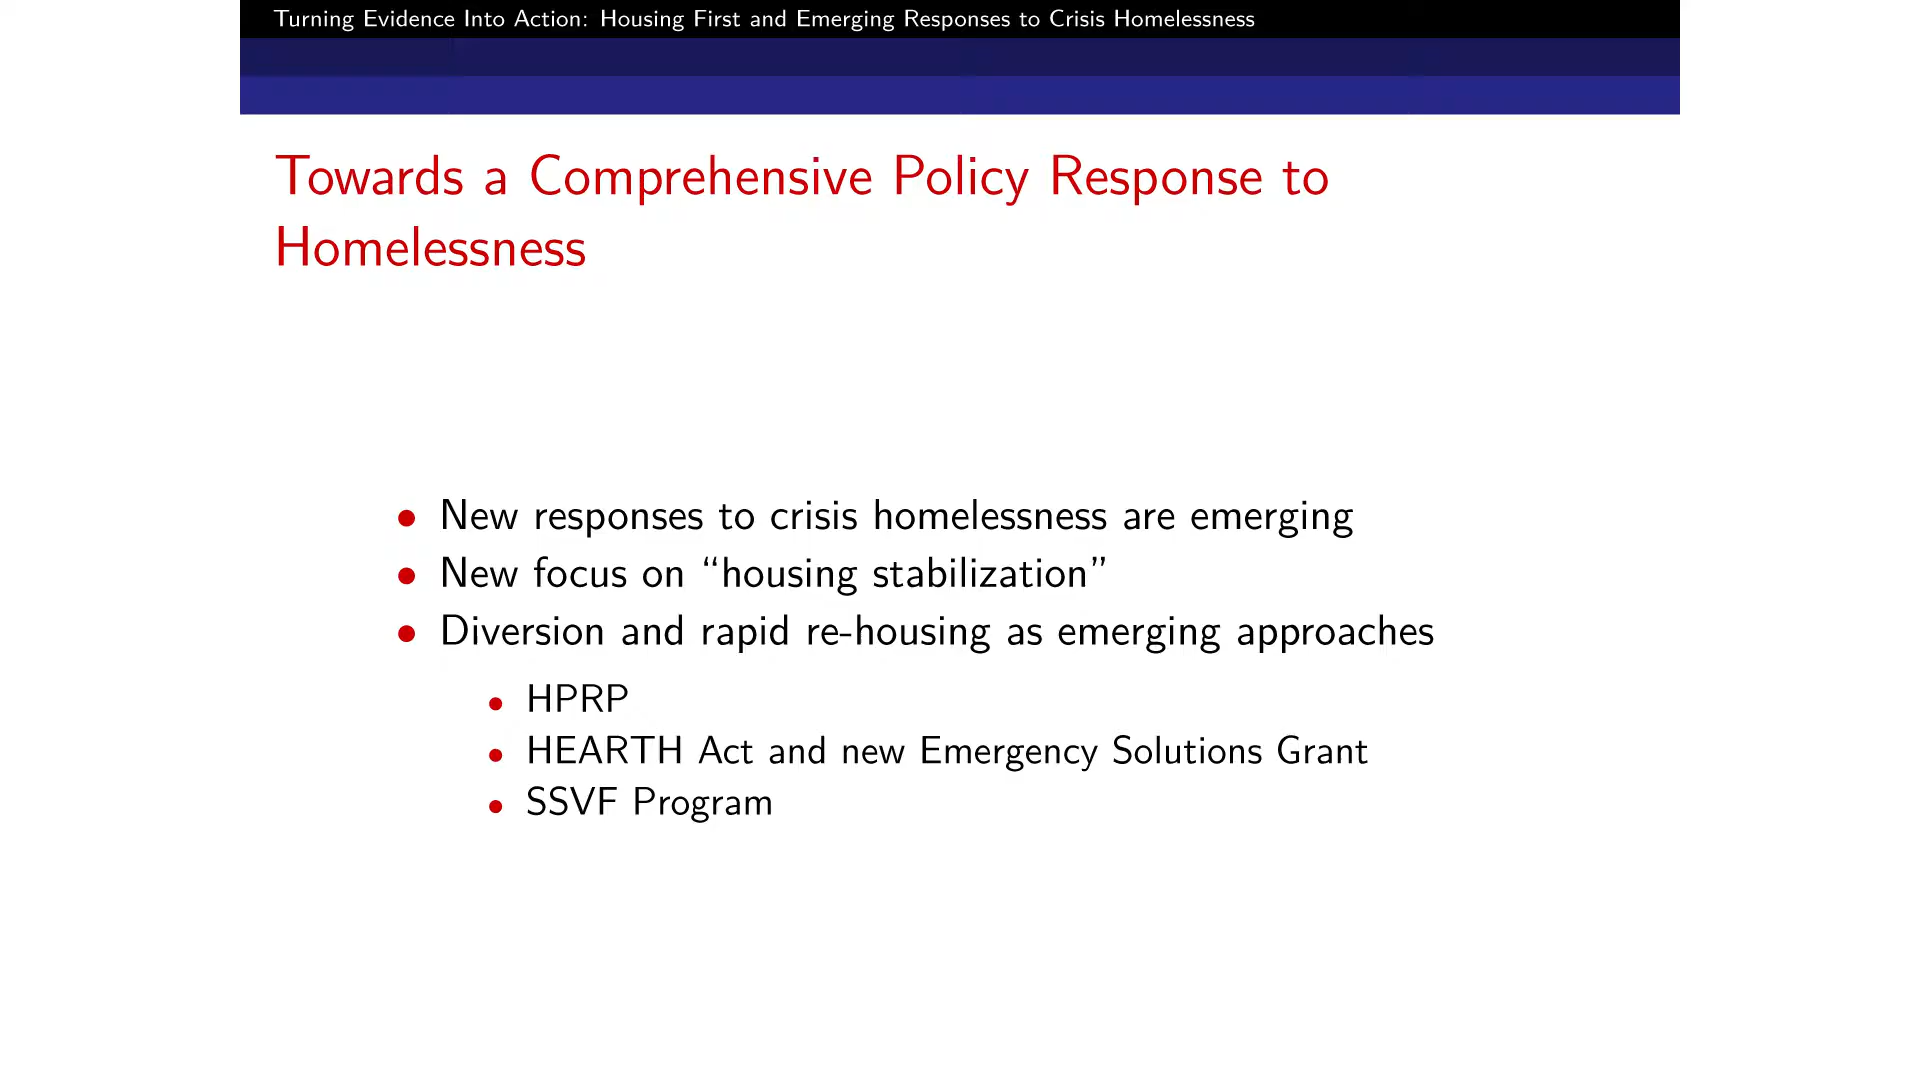 Turning Evidence Into Action: Housing First and Emerging Responses to Crisis Homelessness
Towards a Comprehensive Policy Response to
Homelessness
• New responses to crisis homelessness are emerging
• New focus on “housing stabilization”
• Diversion and rapid re-housing as emerging approaches
• HPRP
• HEARTH Act and new Emergency Solutions Grant
• SSVF Program